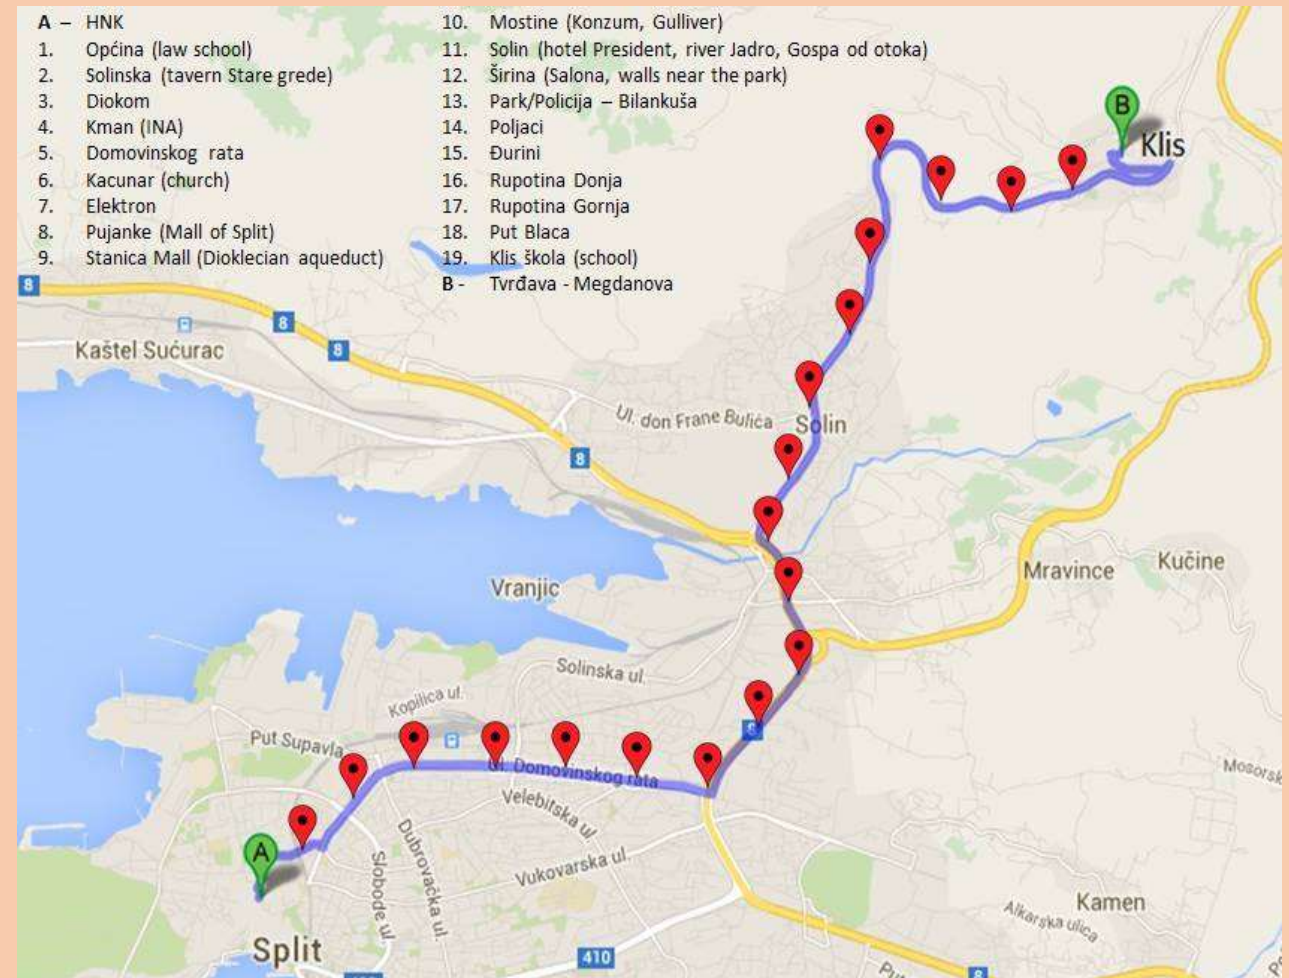 A – HNK
1. Općina (law school)
2. Solinska (tavern Stare grede)
3. Diokom
4. Kman (INA)
5. Domovinskog rata
6. Kacunar (church)
7. Elektron
8. Pujanke (Mall of Split)
9. Stanica Mall (Dioklecian aqueduct)
10. Mostine (Konzum, Gulliver)
11. Solin (hotel President, river Jadro, Gospa od otoka)
12. Širina (Salona, walls near the park)
13. Park/Policija – Bilankuša
14. Poljaci
15. Đurini
16. Rupotina Donja
17. Rupotina Gornja
18. Put Blaca
19. Klis škola (school)
B - Tvrđava - Megdanova
B
Klis
8
8
8
Kaštel Sućurac
Ul. don Frane Bulića
Solin
8
Vranjic
Mravince
Kučine
Solinska ul.
Kopilica ul.
Put Supavla
8
Ul. Domovinskog rata
Mosorsk
Velebitska ul.
A
Dubrovačka ul.
Slobode ul.
Vukovarska ul.
Kamen
Alkarska ulica
Split
410
8